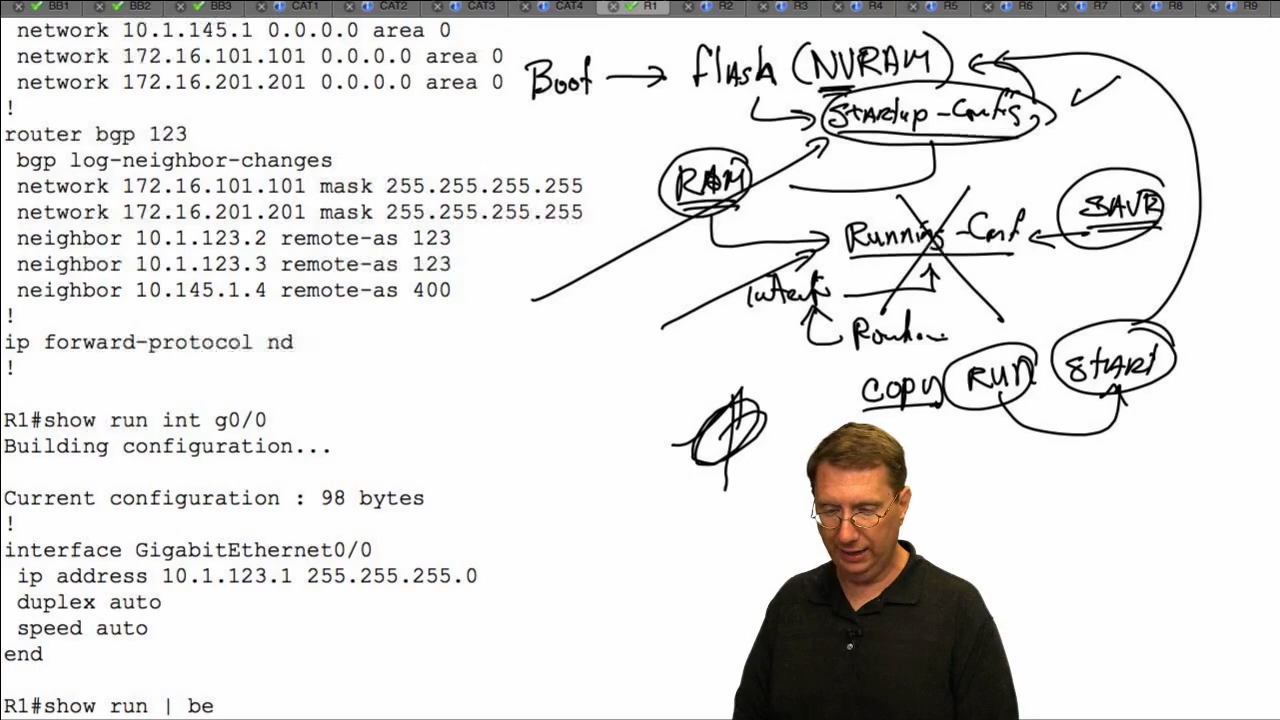 BB1 BB2 BB3 CAT1 CAT2 CAT3 CAT4 R1 R2 R3 R4 R5 R6 R7 R8 R9
network 10.1.145.1 0.0.0.0 area 0
network 172.16.101.101 0.0.0.0 area 0
network 172.16.201.201 0.0.0.0 area 0
!
router bgp 123
bgp log-neighbor-changes
network 172.16.101.101 mask 255.255.255.255
network 172.16.201.201 mask 255.255.255.255
neighbor 10.1.123.2 remote-as 123
neighbor 10.1.123.3 remote-as 123
neighbor 10.145.1.4 remote-as 400
!
ip forward-protocol nd
!
R1#show run int g0/0
Building configuration...
Current configuration : 98 bytes
!
interface GigabitEthernet0/0
ip address 10.1.123.1 255.255.255.0
duplex auto
speed auto
end
R1#show run | be
Boot → flash (NVRAM)
Startup-Config
RAM
SAVE
Running-Conf
copy RUN START